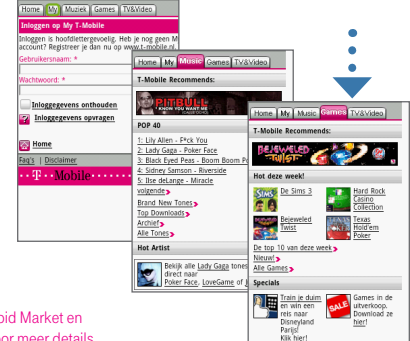 Home My Muziek Games TV&Video
Inloggen op My T-Mobile
Inloggen is hoofdlettergevoelig. Heb je nog geen M
account? Registreer je dan nu op www.t-mobile.nl.
Gebruikersnaam: *
Wachtwoord: *
Inloggegevens onthouden
Inloggegevens opvragen
Home
Faq's | Disclaimer
T Mobile
Home My Music Games TV&Video
T-Mobile Recommends:
PITBULL
POP 40
1: Lily Allen - F*ck You
2: Lady Gaga - Poker Face
3: Black Eyed Peas - Boom Boom Po
4: Sidney Samson - Riverside
5: Ilse deLange - Miracle
volgende
Brand New Tones
Top Downloads
Archief
Alle Tones
Hot Artist
Bekijk alle Lady Gaga tones
direct naar
Poker Face, LoveGame of J
Home My Music Games TV&Video
T-Mobile Recommends:
BEJEWELED
TWIST
Hot deze week!
De Sims 3
Hard Rock
Casino
Collection
Bejeweled
Twist
Texas
Hold'em
Poker
De top 10 van deze week
Nieuw!
Alle Games
Specials
Train je duim
en win een
reis naar
Disneyland
Parijs!
Klik hier!
SALE
Games in de
uitverkoop.
Download ze
hier!
oid Market en
or meer details